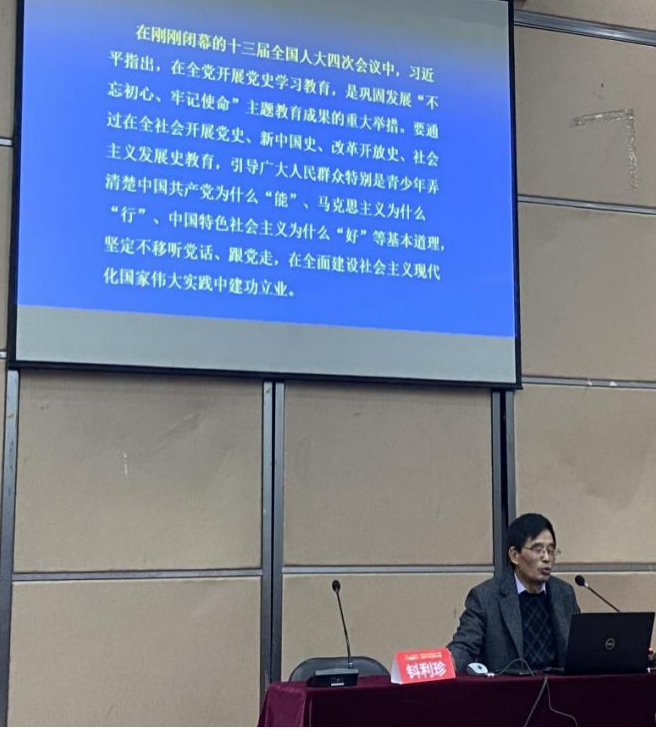 在刚刚闭幕的十三届全国人大四次会议中，习近
平指出，在全党开展党史学习教育，是巩固发展“不
忘初心、牢记使命”主题教育成果的重大举措。要通
过在全社会开展党史、新中国史、改革开放史、社会
主义发展史教育，引导广大人民群众特别是青少年弄
清楚中国共产党为什么“能”、马克思主义为什么
“行”、中国特色社会主义为什么“好”等基本道理，
坚定不移听党话、跟党走，在全面建设社会主义现代
化国家伟大实践中建功立业。
钭利珍
DELL